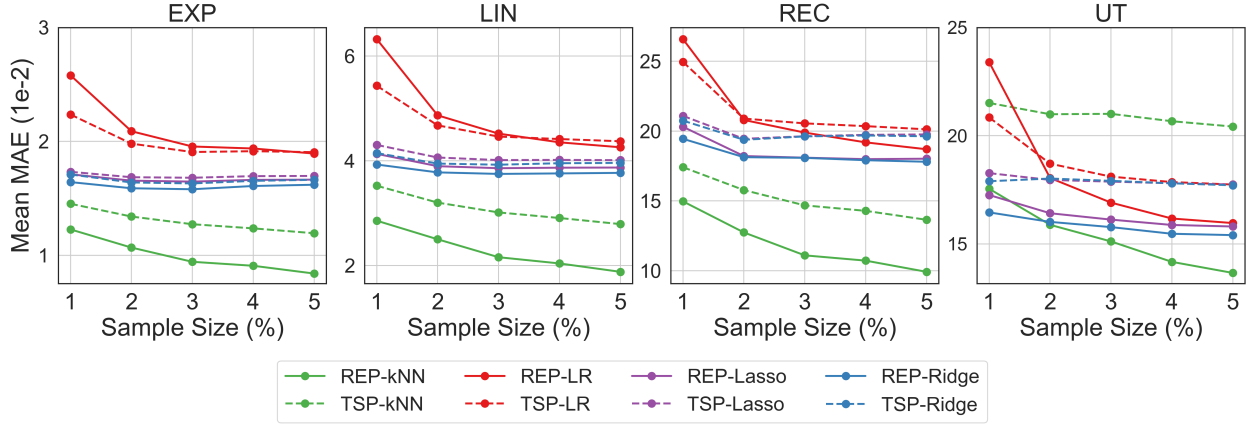 EXP LIN REC UT
Mean MAE (1e-2)
3
2
1
6
4
2
25
20
15
10
25
20
15
1 2 3 4 5 1 2 3 4 5 1 2 3 4 5 1 2 3 4 5
Sample Size (%) Sample Size (%) Sample Size (%) Sample Size (%)
REP-kNN REP-LR REP-Lasso REP-Ridge
TSP-kNN TSP-LR TSP-Lasso TSP-Ridge